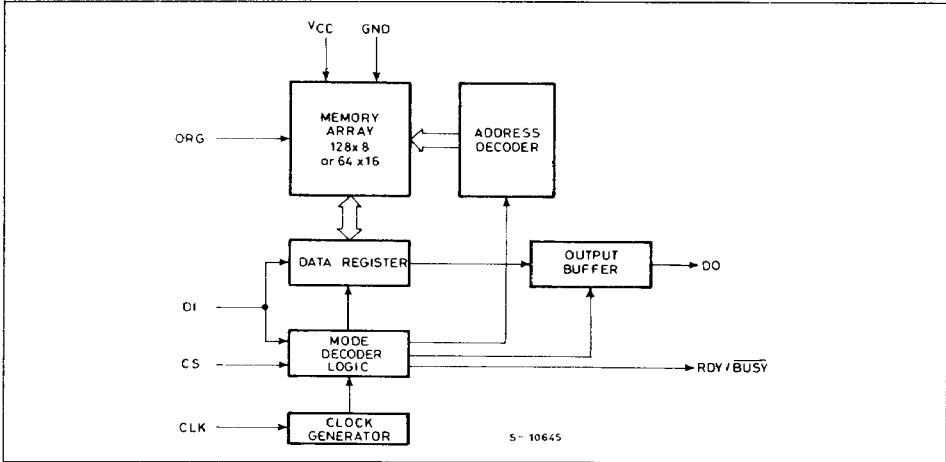 VCC GND
ORG
MEMORY
ARRAY
128x8
or 64x16
ADDRESS
DECODER
DATA REGISTER
OUTPUT
BUFFER
DO
DI
MODE
DECODER
LOGIC
CS
RDY/BUSY
CLK
CLOCK
GENERATOR
S-10645